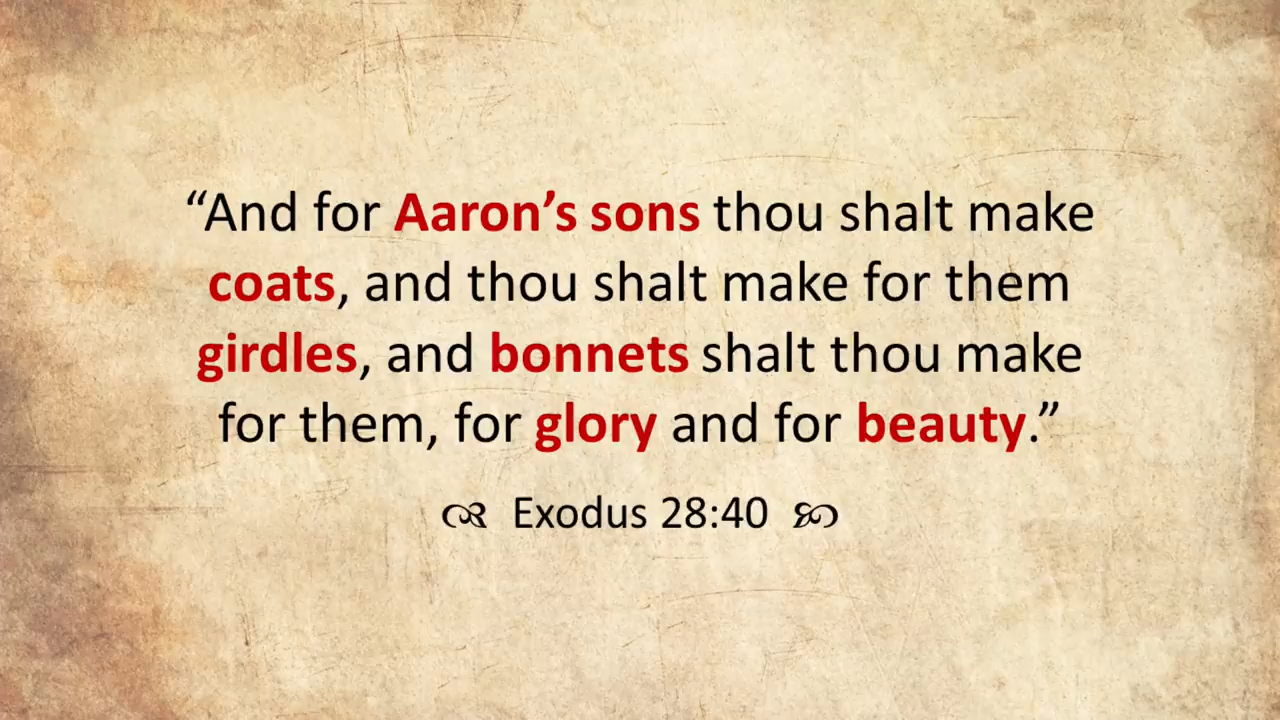 “And for Aaron’s sons thou shalt make
coats, and thou shalt make for them
girdles, and bonnets shalt thou make
for them, for glory and for beauty.”
Exodus 28:40